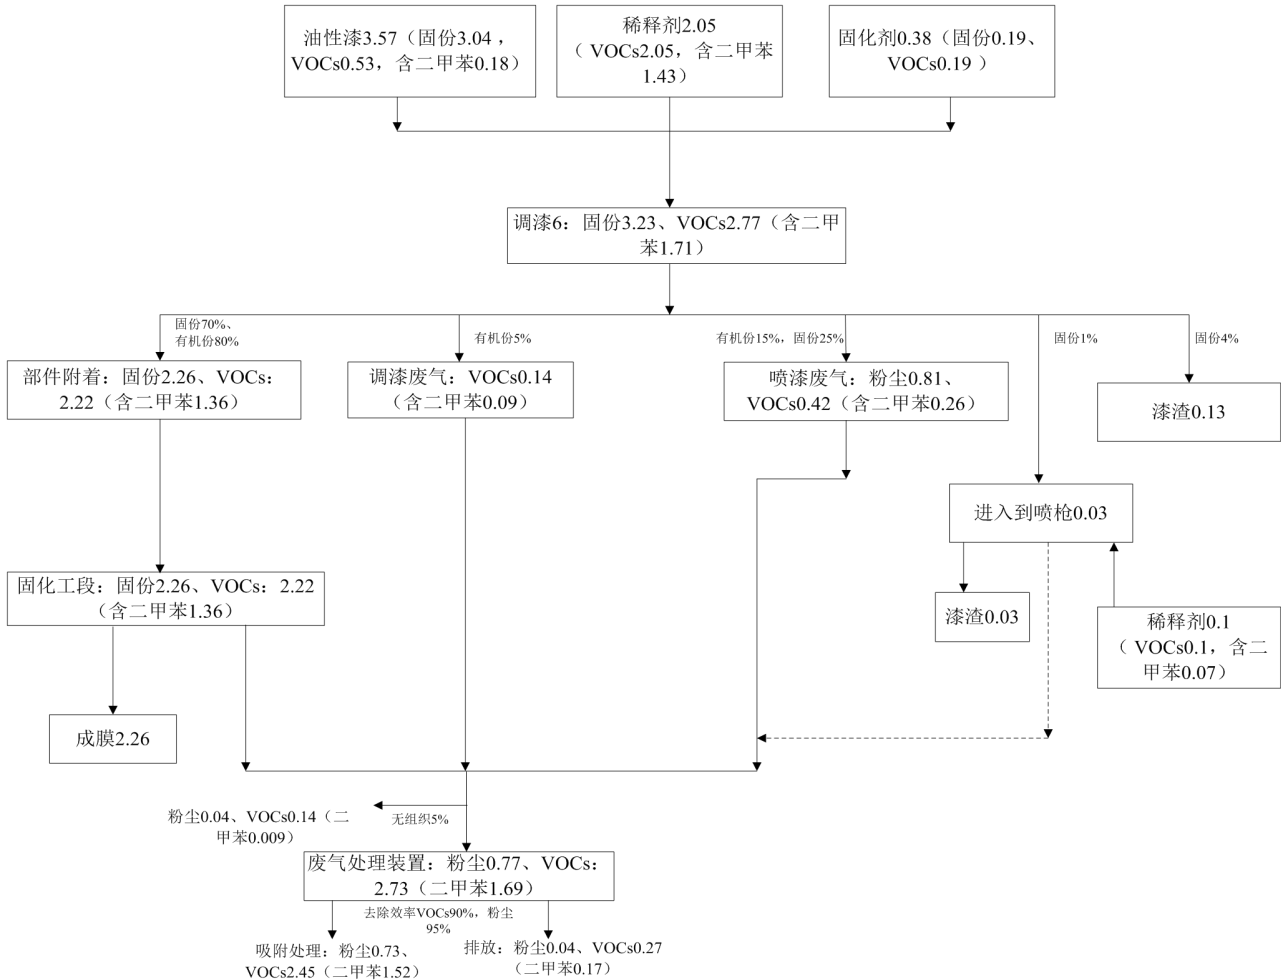 油性漆3.57（固份3.04，
VOCs0.53，含二甲苯0.18）
稀释剂2.05
（VOCs2.05，含二甲苯
1.43）
固化剂0.38（固份0.19、
VOCs0.19）
调漆6：固份3.23、VOCs2.77（含二甲
苯1.71）
固份70%、
有机份80%
有机份5%
有机份15%，固份25%
固份1%
固份4%
部件附着：固份2.26、VOCs：
2.22（含二甲苯1.36）
调漆废气：VOCs0.14
（含二甲苯0.09）
喷漆废气：粉尘0.81、
VOCs0.42（含二甲苯0.26）
漆渣0.13
进入到喷枪0.03
固化工段：固份2.26、VOCs：2.22
（含二甲苯1.36）
漆渣0.03
稀释剂0.1
（VOCs0.1，含二
甲苯0.07）
成膜2.26
粉尘0.04、VOCs0.14（二
甲苯0.009）
无组织5%
废气处理装置：粉尘0.77、VOCs：
2.73（二甲苯1.69）
去除效率VOCs90%，粉尘
95%
吸附处理：粉尘0.73、
VOCs2.45（二甲苯1.52）
排放：粉尘0.04、VOCs0.27
（二甲苯0.17）